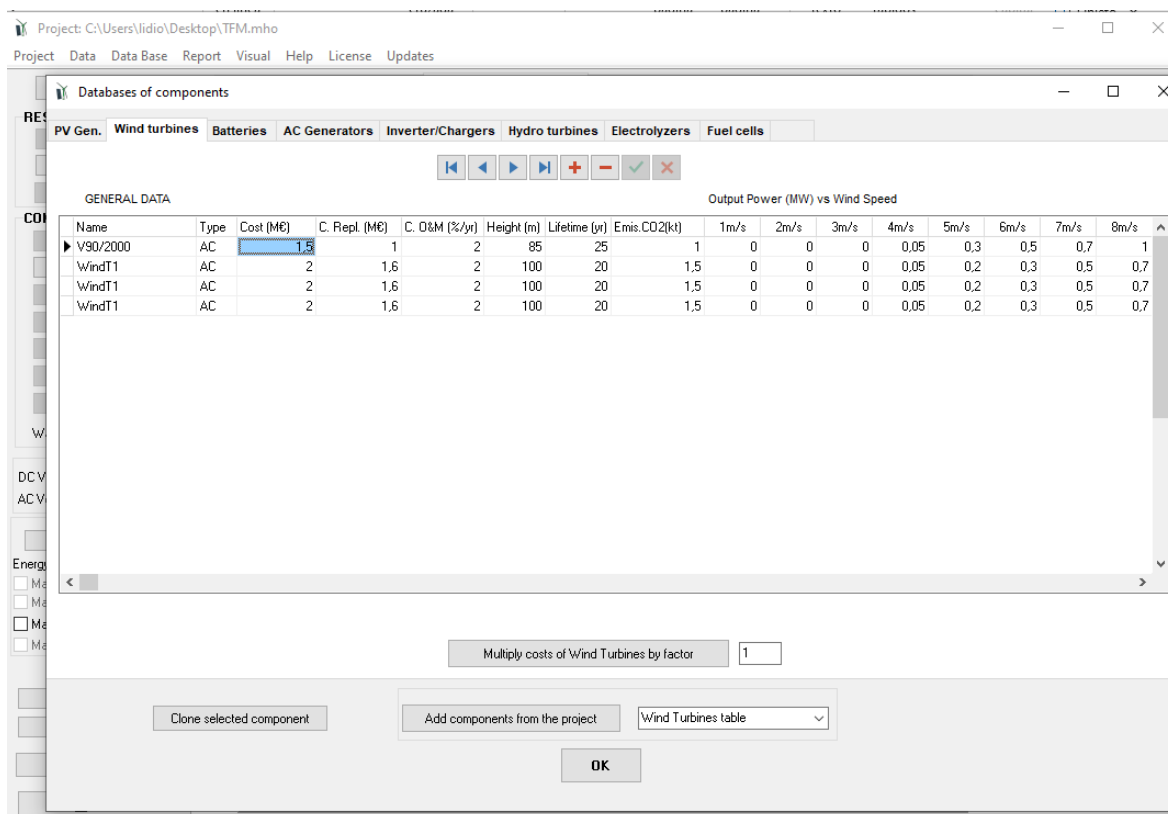 Project: C:\Users\lidio\Desktop\TFM.mho
Project Data Data Base Report Visual Help License Updates
Databases of components
RES
PV Gen. Wind turbines Batteries AC Generators Inverter/Chargers Hydro turbines Electrolyzers Fuel cells
GENERAL DATA Output Power (MW) vs Wind Speed
Name Type Cost (M€) C. Repl. (M€) C. O&M (%/yr) Height (m) Lifetime (yr) Emis.CO2(kt) 1m/s 2m/s 3m/s 4m/s 5m/s 6m/s 7m/s 8m/s
V90/2000 AC 1,5 1 2 85 25 1 0 0 0 0,05 0,3 0,5 0,7 1
WindT1 AC 2 1,6 2 100 20 1,5 0 0 0 0,05 0,2 0,3 0,5 0,7
WindT1 AC 2 1,6 2 100 20 1,5 0 0 0 0,05 0,2 0,3 0,5 0,7
WindT1 AC 2 1,6 2 100 20 1,5 0 0 0 0,05 0,2 0,3 0,5 0,7
DC V
AC V
Energ
Ma
Ma
Ma
Ma
Multiply costs of Wind Turbines by factor 1
Clone selected component Add components from the project Wind Turbines table
OK